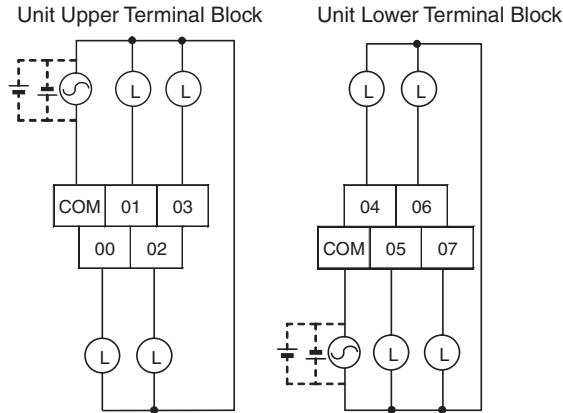 Unit Upper Terminal Block
Unit Lower Terminal Block
L L
L L
COM 01 03
00 02
04 06
COM 05 07
L L
L L